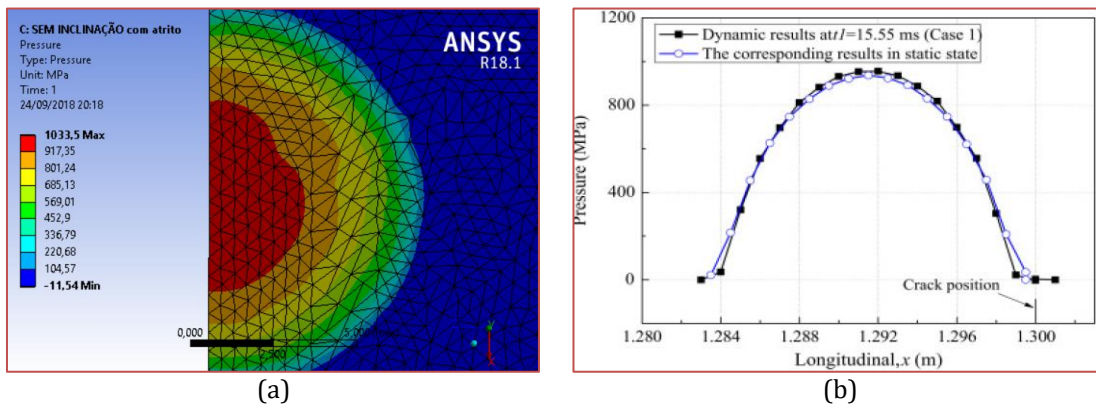 C: SEM INCLINAÇÃO com atrito
Pressure
Type: Pressure
Unit: MPa
Time: 1
24/09/2018 20:18
1033,5 Max
917,35
801,24
685,13
569,01
452,9
336,79
220,68
104,57
-11,54 Min
ANSYS
R18.1
0,000
2,500
5,000
Y
X
(a)
1200
800
400
0
Pressure (MPa)
Dynamic results at t1=15.55 ms (Case 1)
The corresponding results in static state
Crack position
1.280
1.284
1.288
1.292
1.296
1.300
Longitudinal,x (m)
(b)